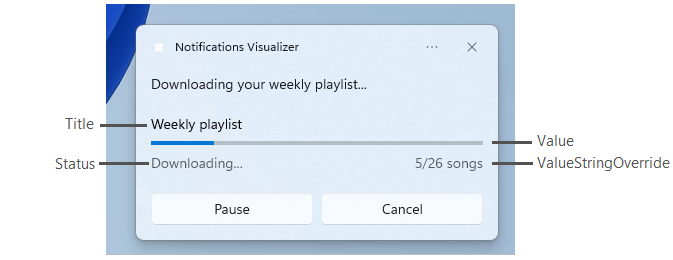 Notifications Visualizer
Downloading your weekly playlist...
Title
Weekly playlist
Value
Status
Downloading...
5/26 songs
ValueStringOverride
Pause
Cancel